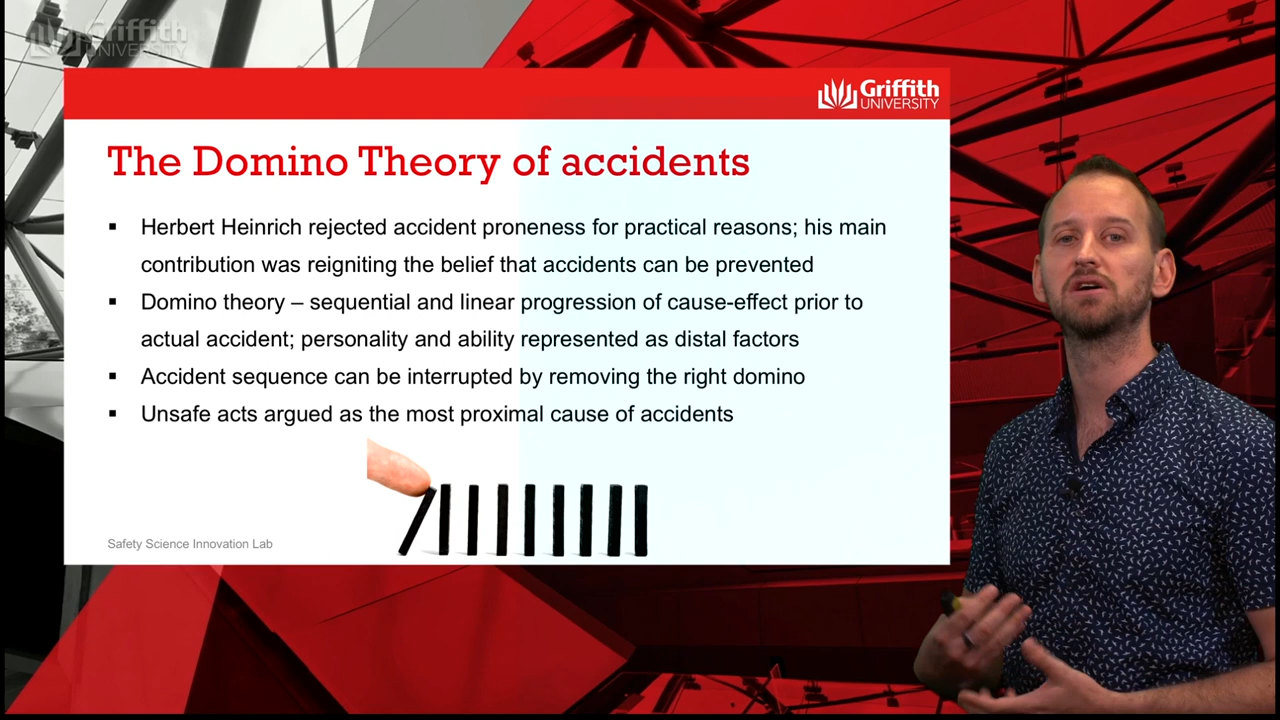 Griffith
UNIVERSITY
Griffith
UNIVERSITY
The Domino Theory of accidents
▪ Herbert Heinrich rejected accident proneness for practical reasons; his main
contribution was reigniting the belief that accidents can be prevented
▪ Domino theory – sequential and linear progression of cause-effect prior to
actual accident; personality and ability represented as distal factors
▪ Accident sequence can be interrupted by removing the right domino
▪ Unsafe acts argued as the most proximal cause of accidents
Safety Science Innovation Lab